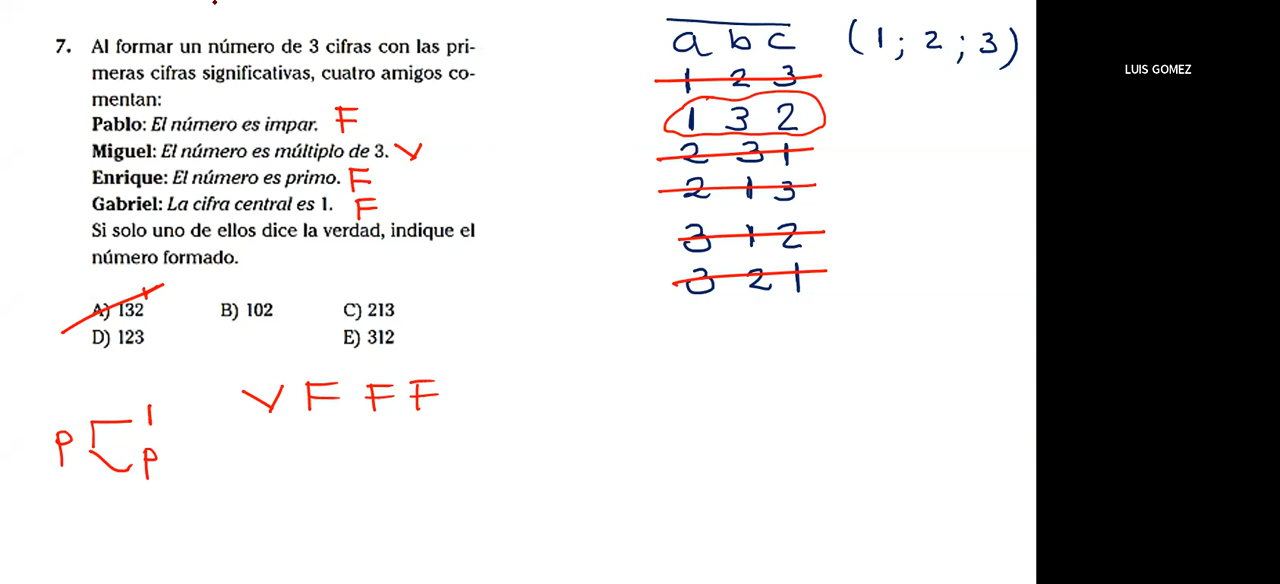 7. Al formar un número de 3 cifras con las pri-
meras cifras significativas, cuatro amigos co-
mentan:
Pablo: El número es impar. F
Miguel: El número es múltiplo de 3. V
Enrique: El número es primo. F
Gabriel: La cifra central es 1. F
Si solo uno de ellos dice la verdad, indique el
número formado.
A) 132 B) 102 C) 213
D) 123 E) 312
V F F F
P 1
P
a b c (1; 2; 3)
1 2 3
1 3 2
2 3 1
2 1 3
3 1 2
3 2 1
LUIS GOMEZ